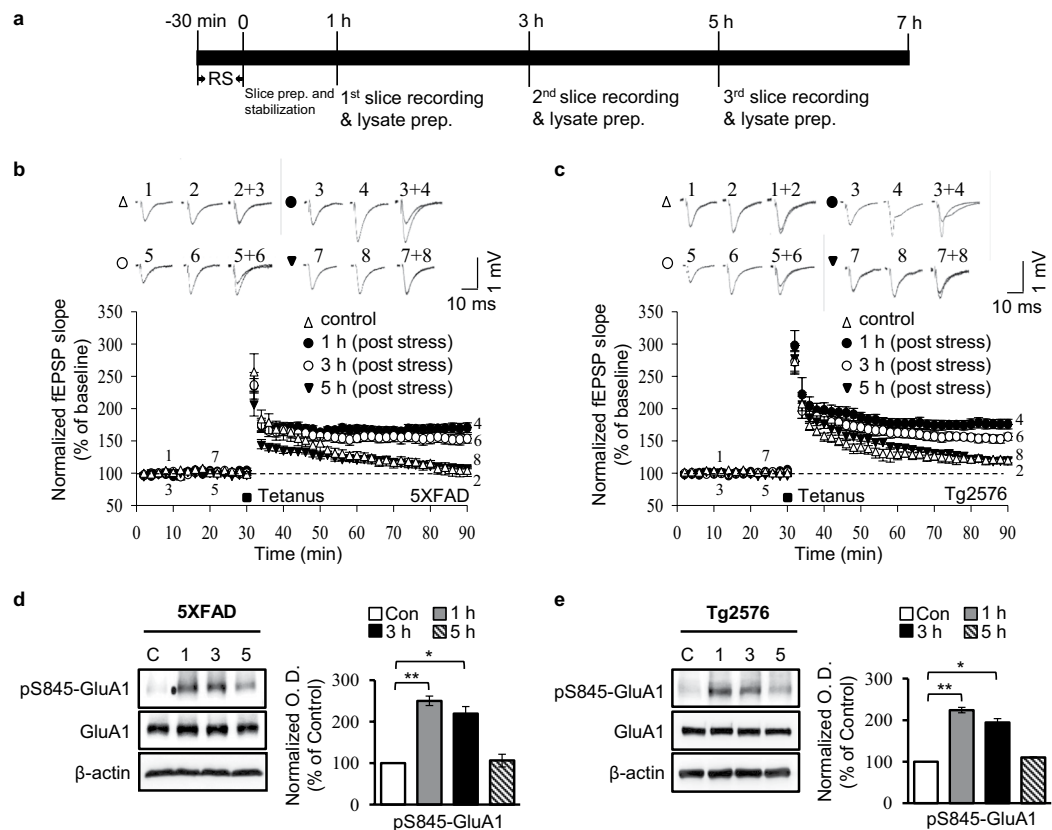 a
-30 min 0 1 h 3 h 5 h 7 h
RS
Slice prep. and
stabilization
1st slice recording
& lysate prep.
2nd slice recording
& lysate prep.
3rd slice recording
& lysate prep.
b
1 2 2+3 3 4 3+4
5 6 5+6 7 8 7+8
1 mV
10 ms
Normalized fEPSP slope
(% of baseline)
350
300
250
200
150
100
50
control
1 h (post stress)
3 h (post stress)
5 h (post stress)
4
6
8
2
1 7
3 5
Tetanus
5XFAD
0 10 20 30 40 50 60 70 80 90
Time (min)
c
1 2 1+2 3 4 3+4
5 6 5+6 7 8 7+8
1 mV
10 ms
Normalized fEPSP slope
(% of baseline)
350
300
250
200
150
100
50
control
1 h (post stress)
3 h (post stress)
5 h (post stress)
4
6
8
2
1 7
3 5
Tetanus
Tg2576
0 10 20 30 40 50 60 70 80 90
Time (min)
d
5XFAD
C 1 3 5
pS845-GluA1
GluA1
β-actin
Con 1 h
3 h 5 h
Normalized O. D.
(% of Control)
300
200
100
0
*
**
pS845-GluA1
e
Tg2576
C 1 3 5
pS845-GluA1
GluA1
β-actin
Con 1 h
3 h 5 h
Normalized O. D.
(% of Control)
300
200
100
0
*
**
pS845-GluA1